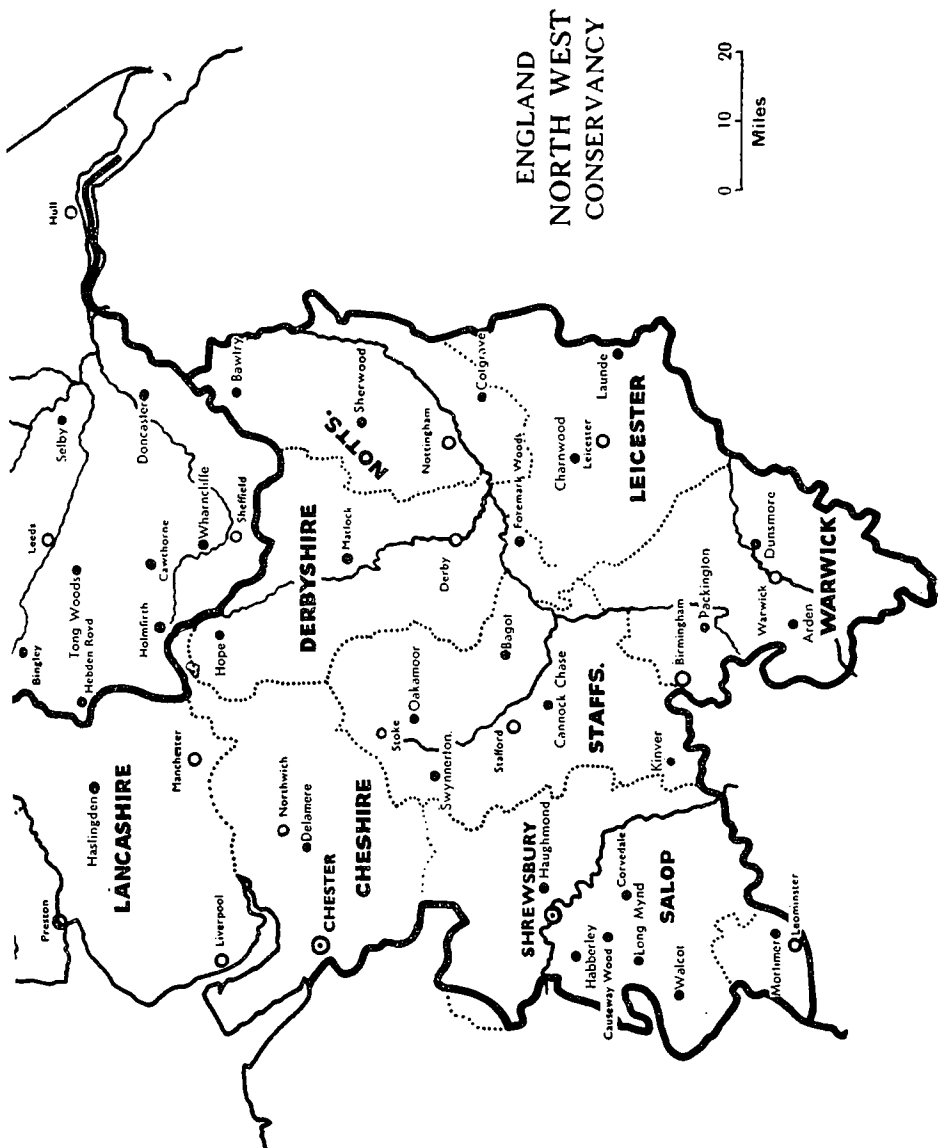 ENGLAND
NORTH WEST
CONSERVANCY
0 10 20
Miles
Preston
Haslingden
LANCASHIRE
Liverpool
Manchester
Bingley
Hebden Royd
Tong Woods
Leeds
Selby
Hull
Holmfirth
Cawthorne
Wharncliffe
Doncaster
Sheffield
Northwich
Delamere
CHESTER
CHESHIRE
Hope
DERBYSHIRE
Matlock
Derby
Bawtry
NOTTS.
Sherwood
Nottingham
Colgrave
Stoke
Oakamoor
Swynnerton.
Bagot
Stafford
Cannock Chase
STAFFS.
Kinver
Foremark Woods
Charnwood
Leicester
Launde
LEICESTER
SHREWSBURY
Haughmond
Habberley
Causeway Wood
Long Mynd
Corvedale
SALOP
Walcot
Mortimer
Leominster
Birmingham
Packington
Warwick
Dunsmore
Arden
WARWICK